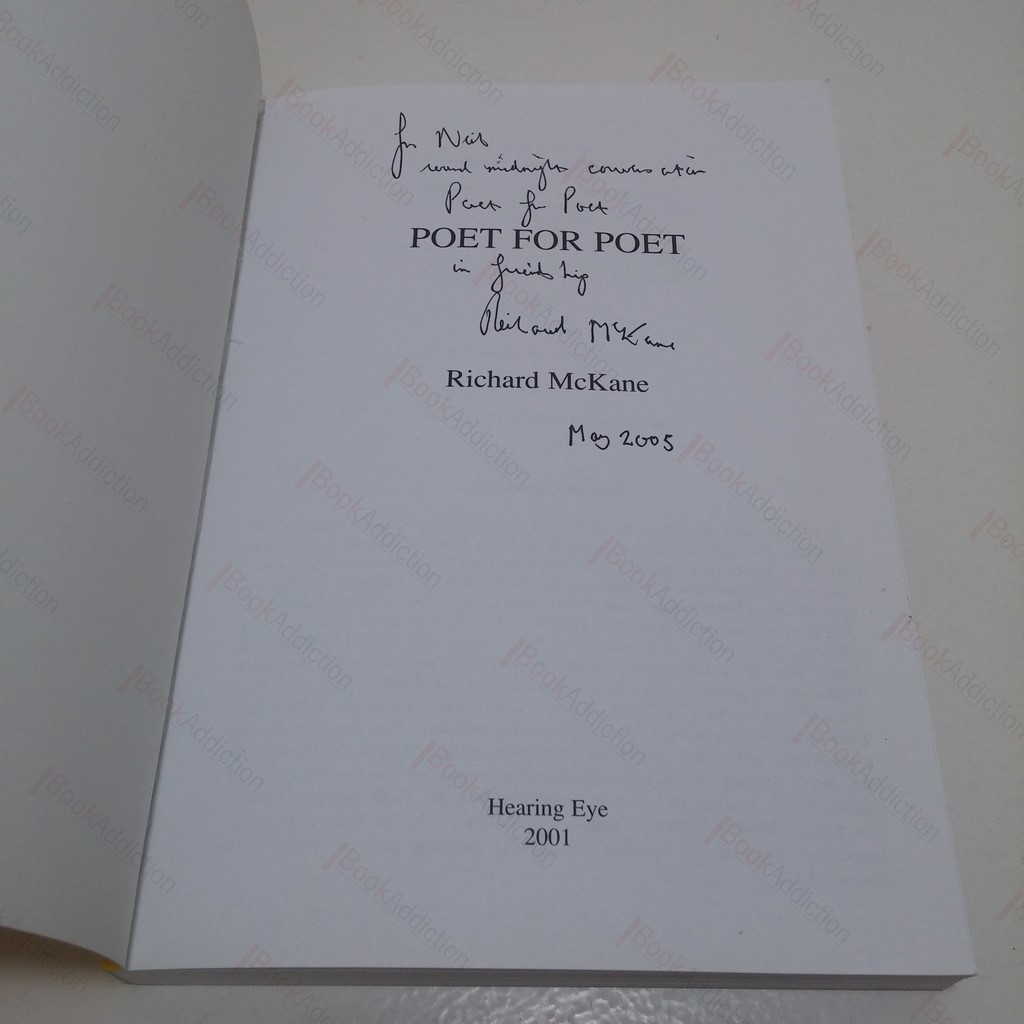 for Neil
round midnight conversation
Poet for Poet
POET FOR POET
in friendship
Richard McKane
Richard McKane
May 2005
Hearing Eye
2001
BookAddiction